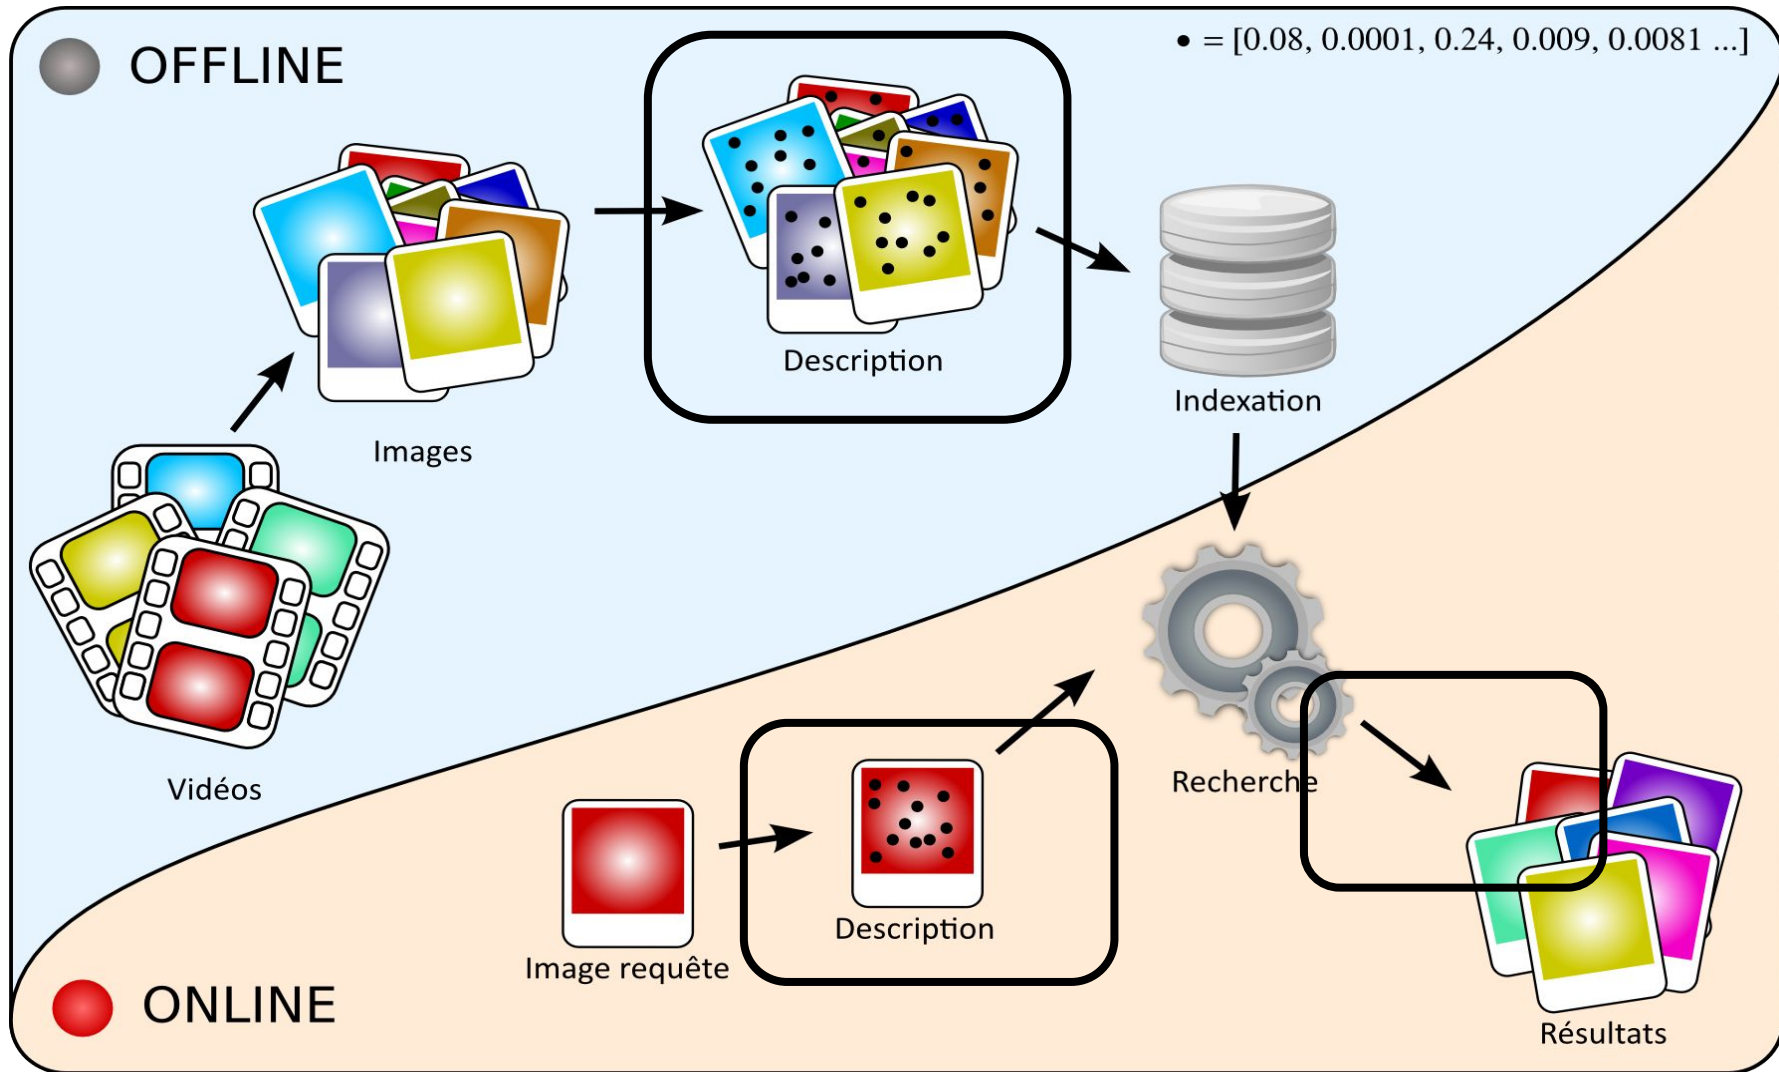 OFFLINE
• = [0.08, 0.0001, 0.24, 0.009, 0.0081 ...]
Description
Indexation
Images
Vidéos
Recherche
Description
Image requête
ONLINE
Résultats